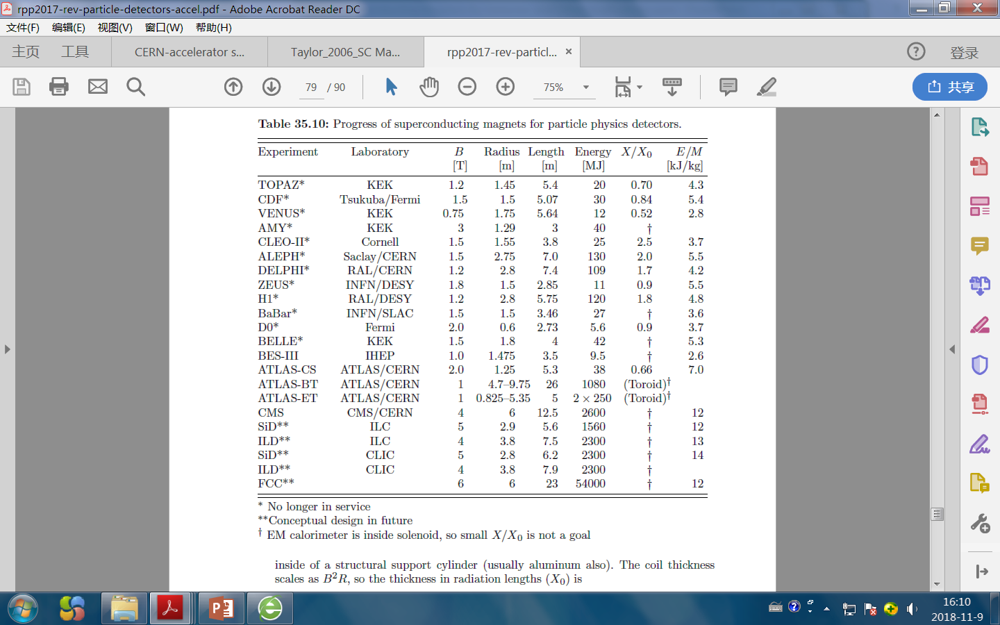 rpp2017-rev-particle-detectors-accel.pdf - Adobe Acrobat Reader DC
文件(F) 编辑(E) 视图(V) 窗口(W) 帮助(H)
主页 工具 CERN-accelerator s... Taylor_2006_SC Ma... rpp2017-rev-particl... × ? 登录
79 / 90 75% 共享
Table 35.10: Progress of superconducting magnets for particle physics detectors.
Experiment Laboratory B Radius Length Energy X/X₀ E/M
[T] [m] [m] [MJ] [kJ/kg]
TOPAZ* KEK 1.2 1.45 5.4 20 0.70 4.3
CDF* Tsukuba/Fermi 1.5 1.5 5.07 30 0.84 5.4
VENUS* KEK 0.75 1.75 5.64 12 0.52 2.8
AMY* KEK 3 1.29 3 40 †
CLEO-II* Cornell 1.5 1.55 3.8 25 2.5 3.7
ALEPH* Saclay/CERN 1.5 2.75 7.0 130 2.0 5.5
DELPHI* RAL/CERN 1.2 2.8 7.4 109 1.7 4.2
ZEUS* INFN/DESY 1.8 1.5 2.85 11 0.9 5.5
H1* RAL/DESY 1.2 2.8 5.75 120 1.8 4.8
BaBar* INFN/SLAC 1.5 1.5 3.46 27 † 3.6
D0* Fermi 2.0 0.6 2.73 5.6 0.9 3.7
BELLE* KEK 1.5 1.8 4 42 † 5.3
BES-III IHEP 1.0 1.475 3.5 9.5 † 2.6
ATLAS-CS ATLAS/CERN 2.0 1.25 5.3 38 0.66 7.0
ATLAS-BT ATLAS/CERN 1 4.7–9.75 26 1080 (Toroid)†
ATLAS-ET ATLAS/CERN 1 0.825–5.35 5 2 × 250 (Toroid)†
CMS CMS/CERN 4 6 12.5 2600 † 12
SiD** ILC 5 2.9 5.6 1560 † 12
ILD** ILC 4 3.8 7.5 2300 † 13
SiD** CLIC 5 2.8 6.2 2300 † 14
ILD** CLIC 4 3.8 7.9 2300 †
FCC** 6 6 23 54000 † 12
* No longer in service
**Conceptual design in future
† EM calorimeter is inside solenoid, so small X/X₀ is not a goal
inside of a structural support cylinder (usually aluminum also). The coil thickness
scales as B²R, so the thickness in radiation lengths (X₀) is
16:10
2018-11-9